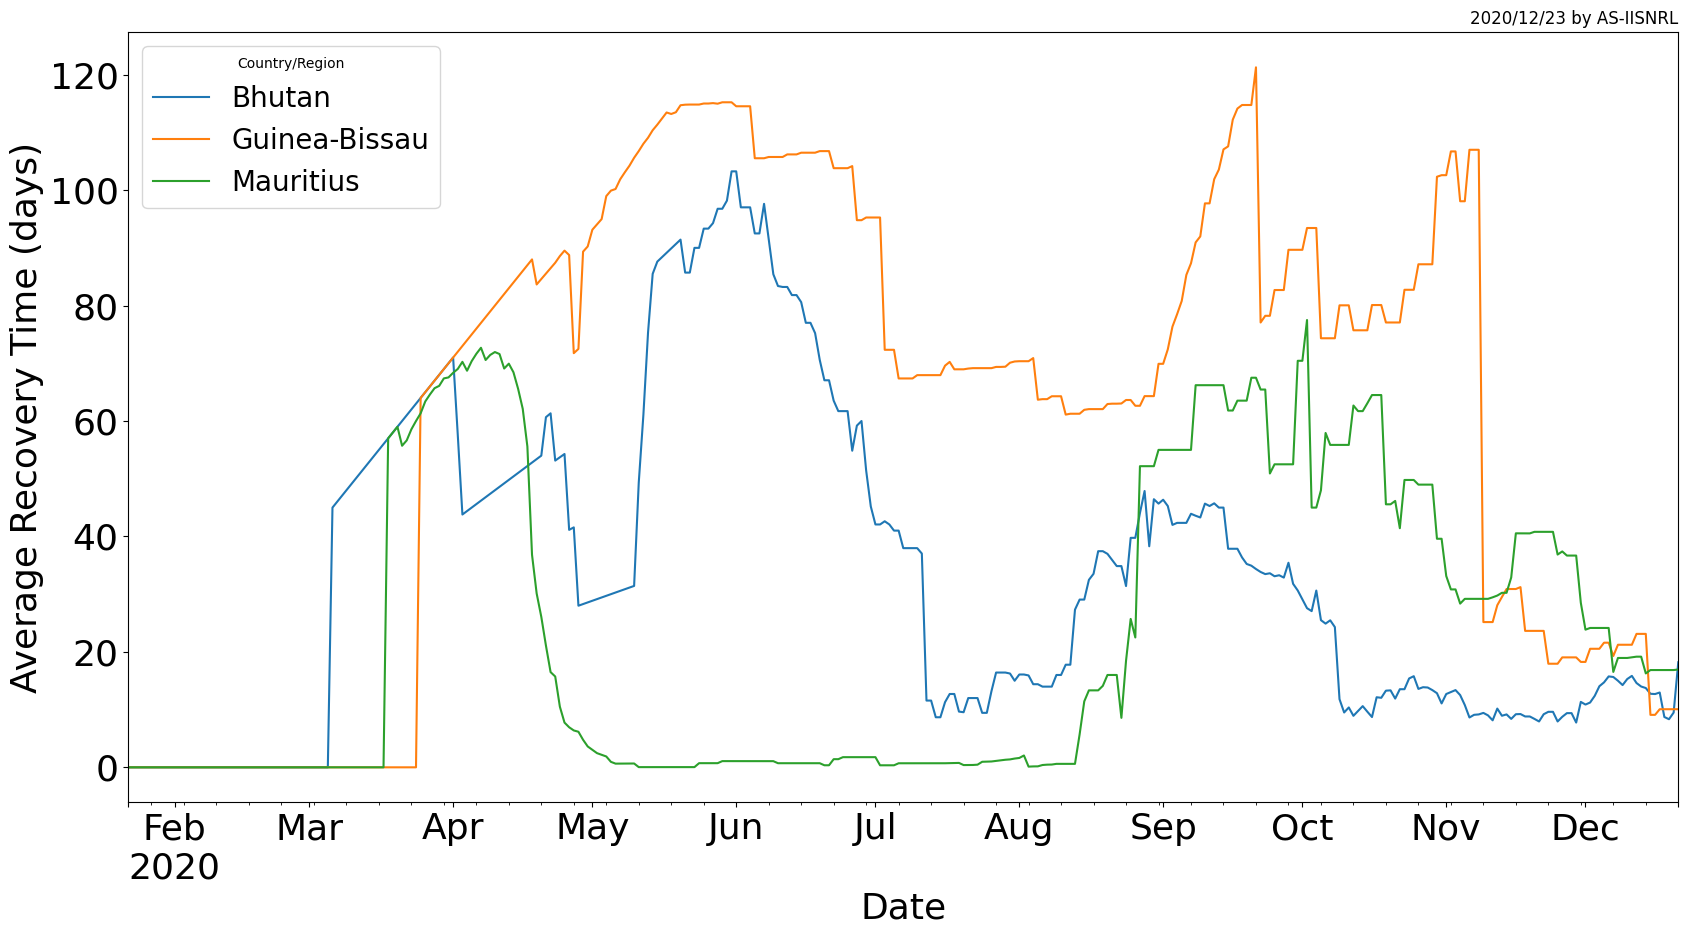 2020/12/23 by AS-IISNRL
Country/Region
Bhutan
Guinea-Bissau
Mauritius
Average Recovery Time (days)
120
100
80
60
40
20
0
Feb Mar Apr May Jun Jul Aug Sep Oct Nov Dec
2020
Date